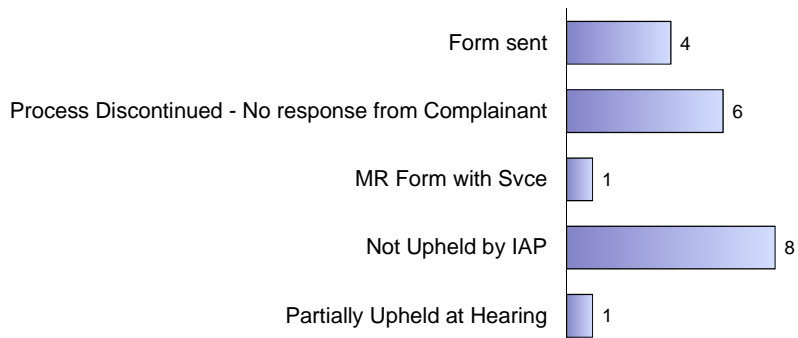 Form sent
4
Process Discontinued - No response from Complainant
6
MR Form with Svce
1
Not Upheld by IAP
8
Partially Upheld at Hearing
1